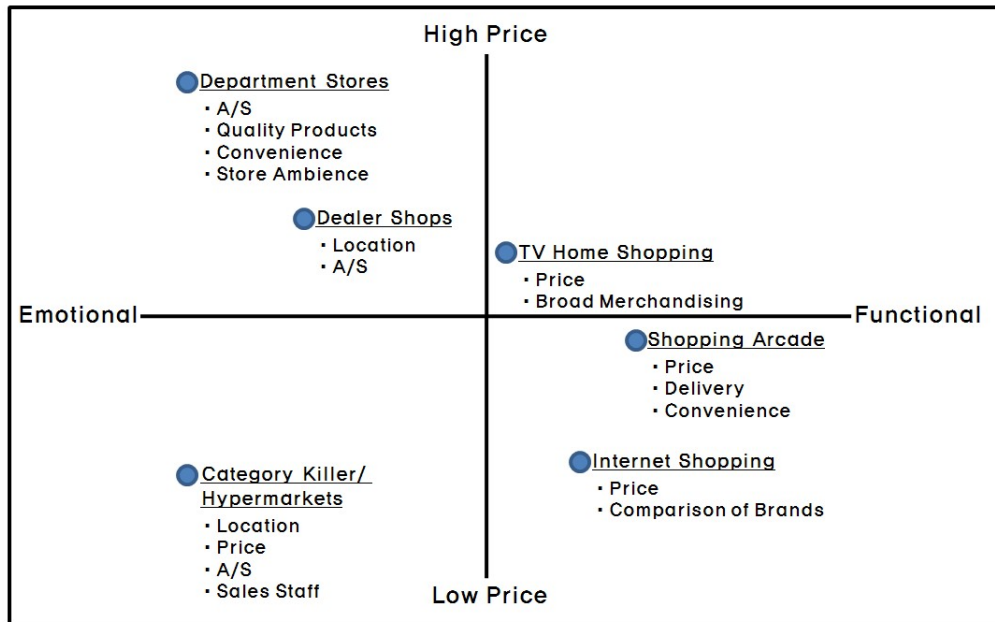 High Price
Department Stores
· A/S
· Quality Products
· Convenience
· Store Ambience
Dealer Shops
· Location
· A/S
TV Home Shopping
· Price
· Broad Merchandising
Emotional
Functional
Shopping Arcade
· Price
· Delivery
· Convenience
Category Killer/
Hypermarkets
· Location
· Price
· A/S
· Sales Staff
Internet Shopping
· Price
· Comparison of Brands
Low Price